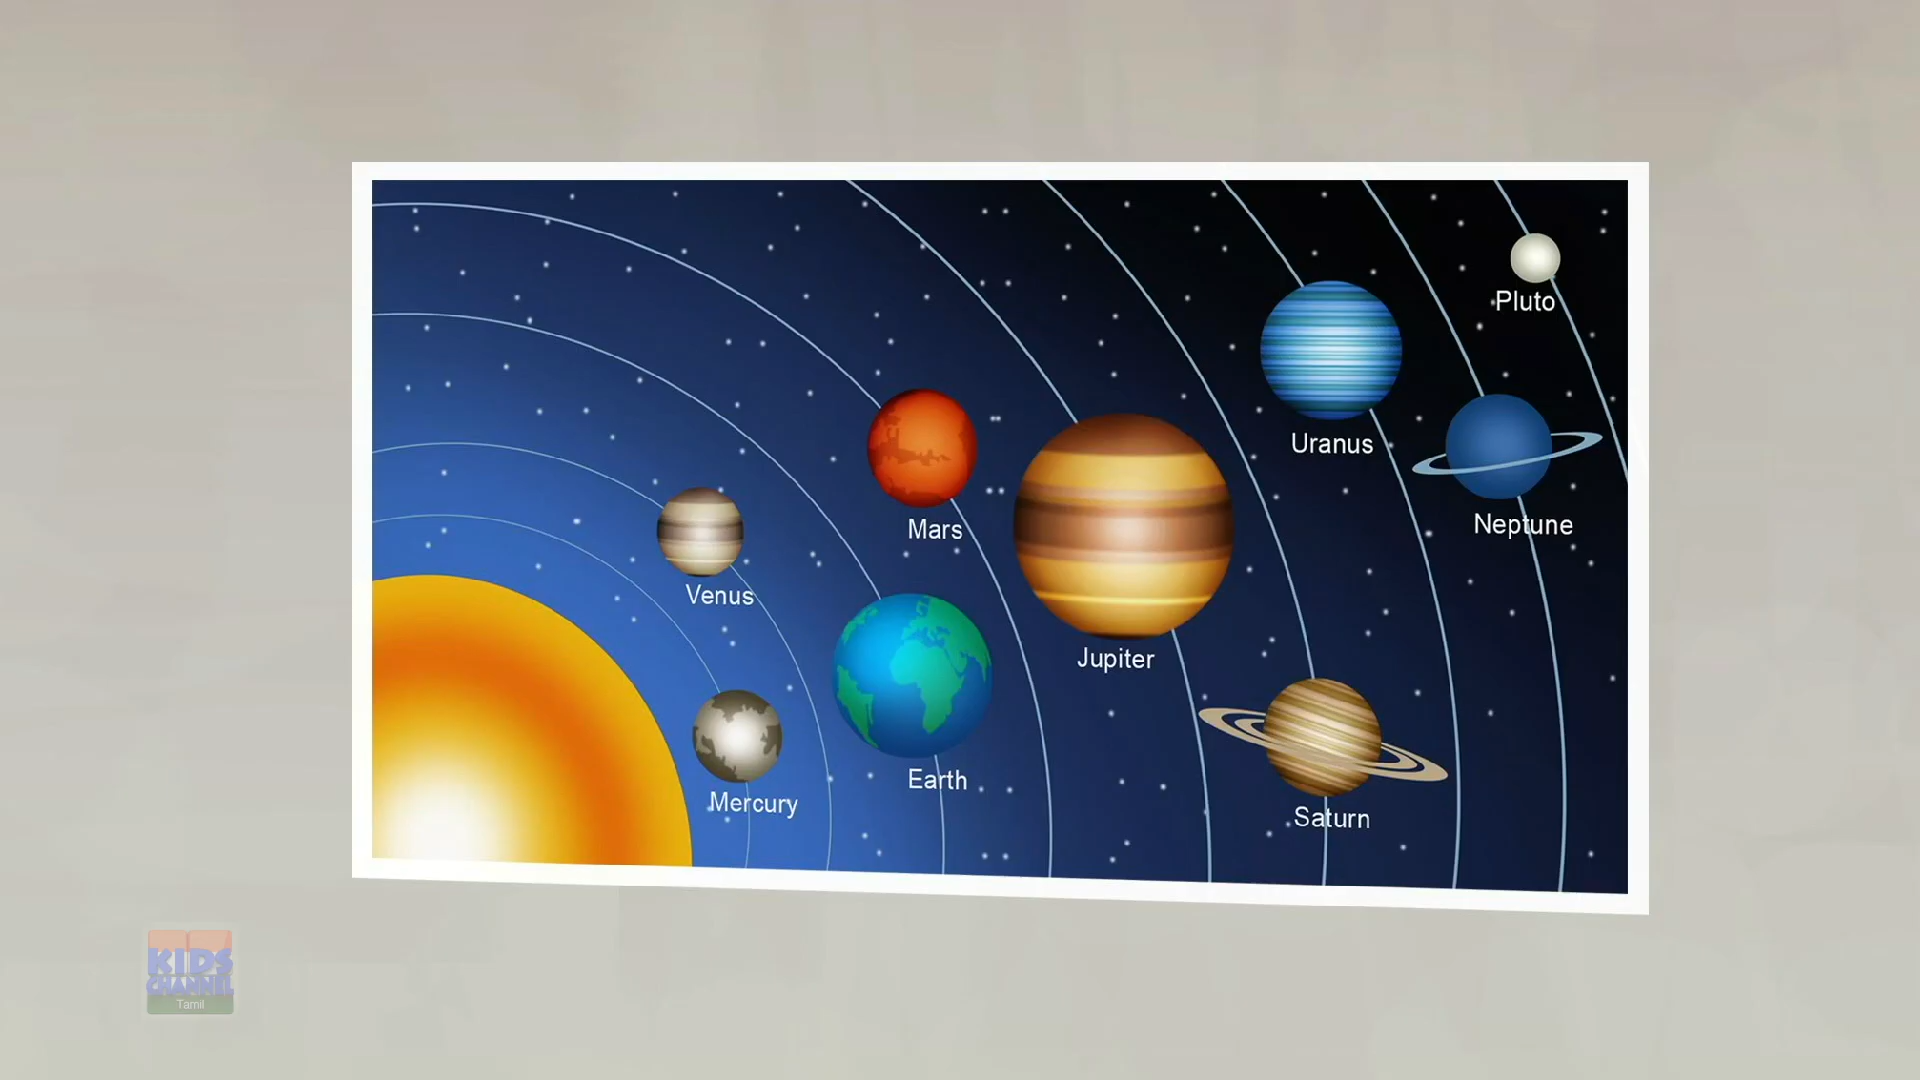 Pluto
Uranus
Neptune
Mars
Venus
Jupiter
Earth
Mercury
Saturn
KIDS
CHANNEL
Tamil